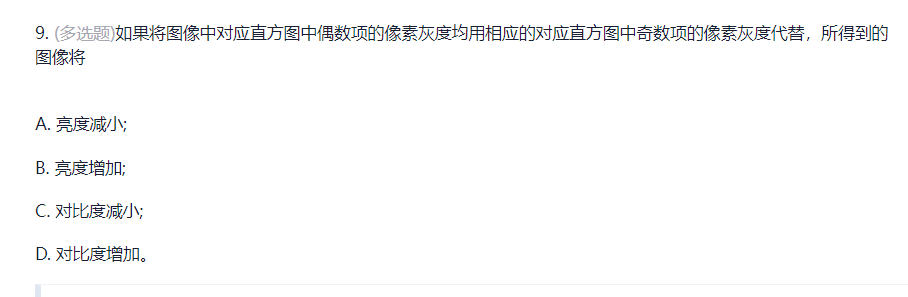 9. (多选题)如果将图像中对应直方图中偶数项的像素灰度均用相应的对应直方图中奇数项的像素灰度代替，所得到的
图像将
A. 亮度减小;
B. 亮度增加;
C. 对比度减小;
D. 对比度增加。